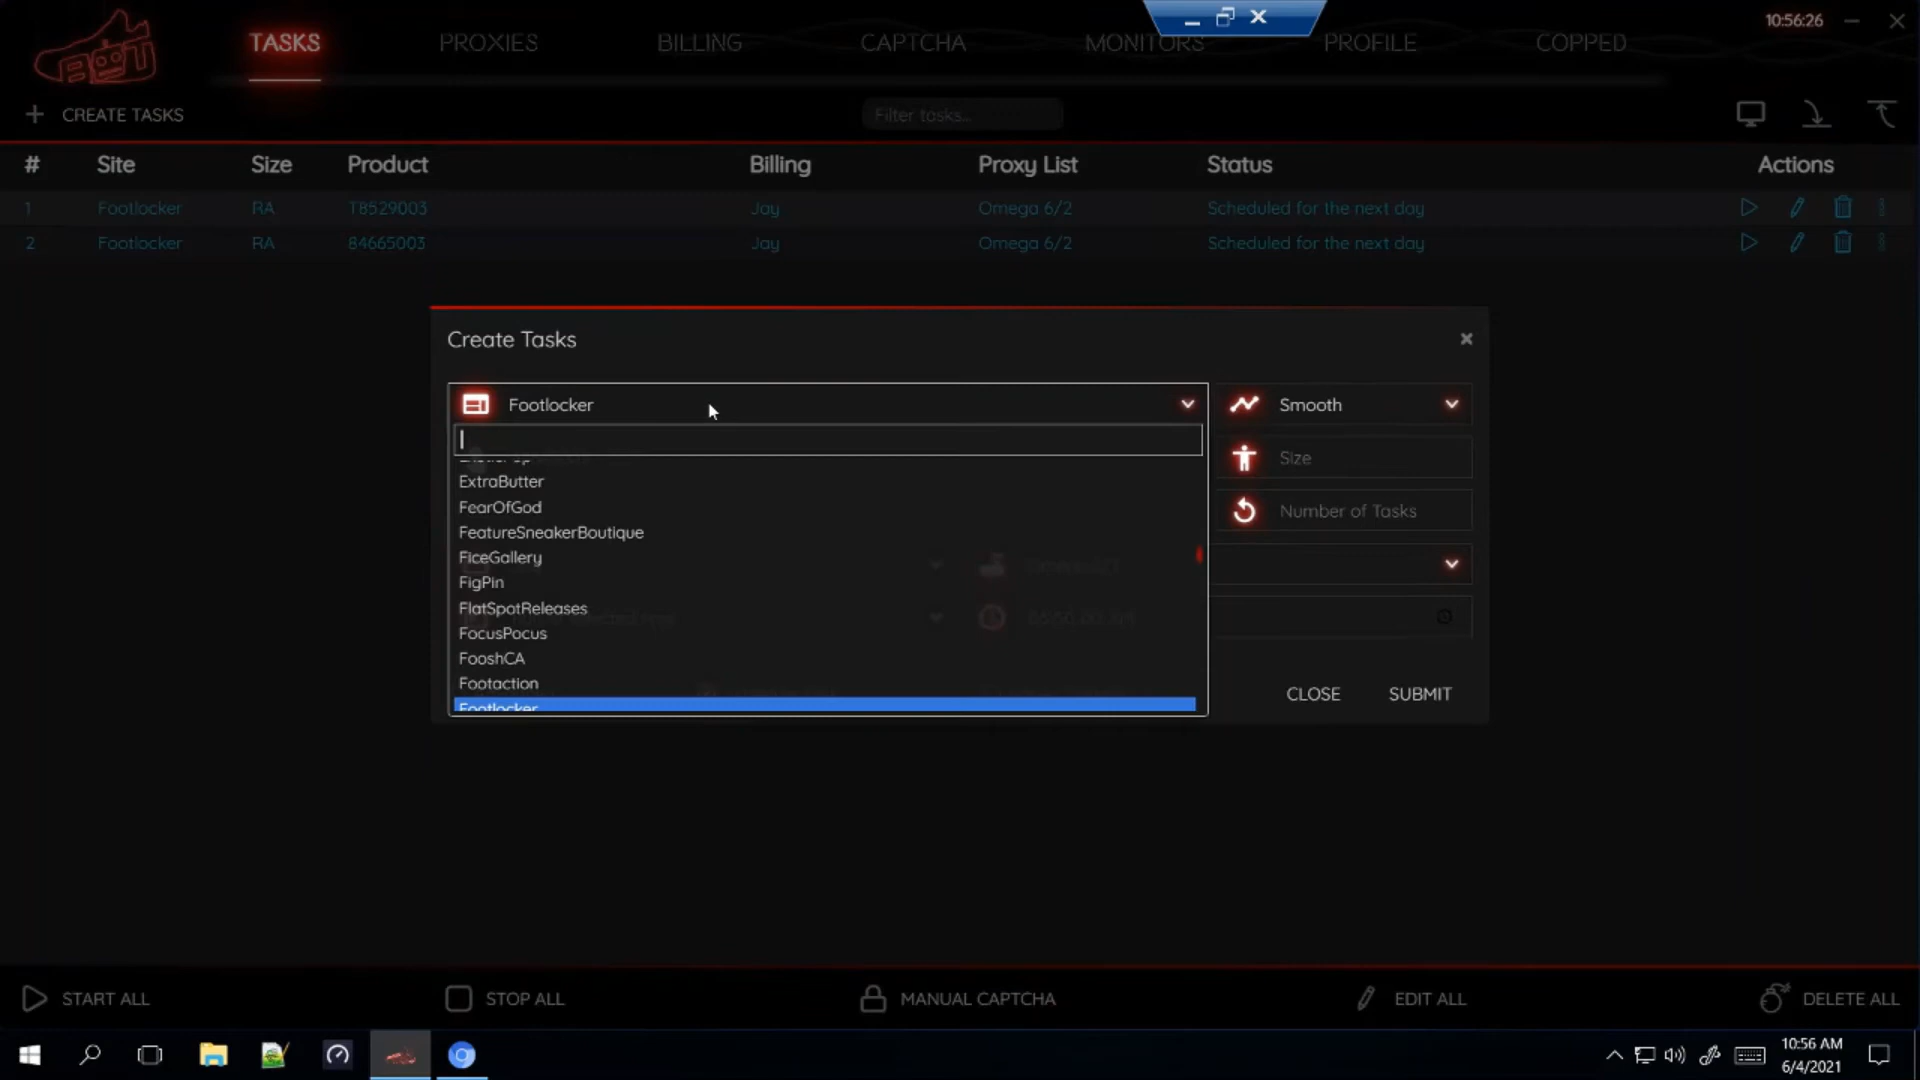 TASKS PROXIES BILLING CAPTCHA MONITORS PROFILE COPPED 10:56:26
CREATE TASKS
Filter tasks...
# Site Size Product Billing Proxy List Status Actions
1 Footlocker RA T8529003 Jay Omega 6/2 Scheduled for the next day
2 Footlocker RA 84665003 Jay Omega 6/2 Scheduled for the next day
Create Tasks
Footlocker
Smooth
Size
ExtraButter
FearOfGod
Number of Tasks
FeatureSneakerBoutique
FiceGallery
FigPin
FlatSpotReleases
FocusPocus
FooshCA
Footaction
Footlocker
CLOSE SUBMIT
START ALL STOP ALL MANUAL CAPTCHA EDIT ALL DELETE ALL
10:56 AM
6/4/2021